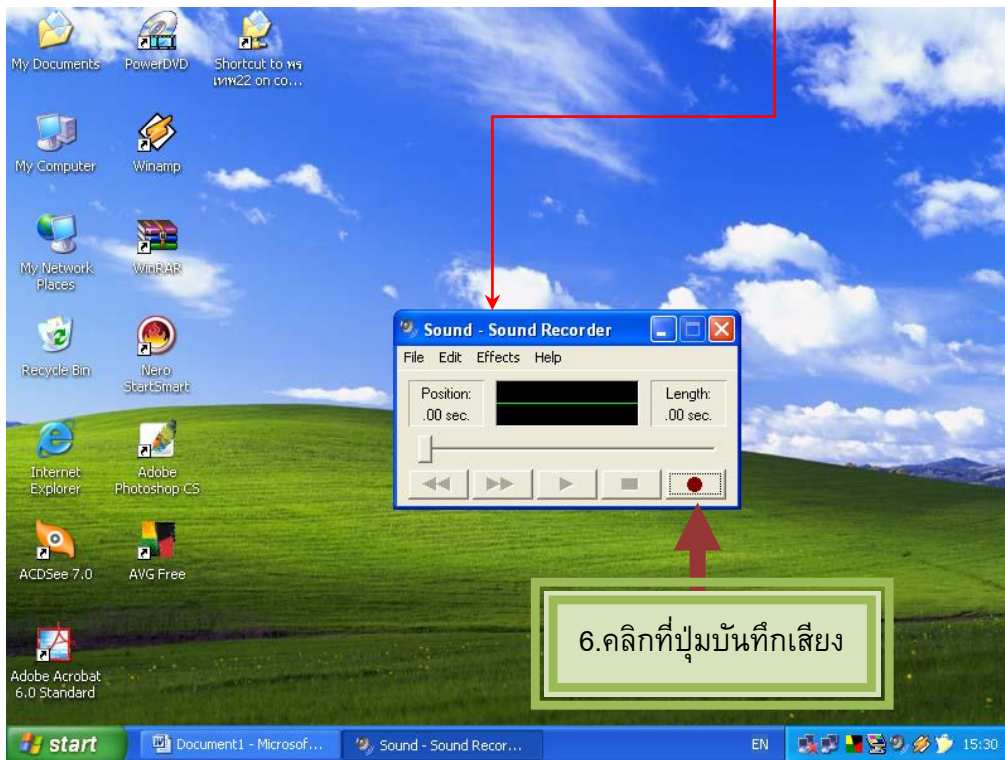 My Documents
PowerDVD
Shortcut to พร
เทพ22 on co...
My Computer
Winamp
My Network
Places
WinRAR
Recycle Bin
Nero
StartSmart
Internet
Explorer
Adobe
Photoshop CS
ACDSee 7.0
AVG Free
Adobe Acrobat
6.0 Standard
Sound - Sound Recorder
File Edit Effects Help
Position:
.00 sec.
Length:
.00 sec.
6.คลิกที่ปุ่มบันทึกเสียง
start
Document1 - Microsof...
Sound - Sound Recor...
EN
15:30